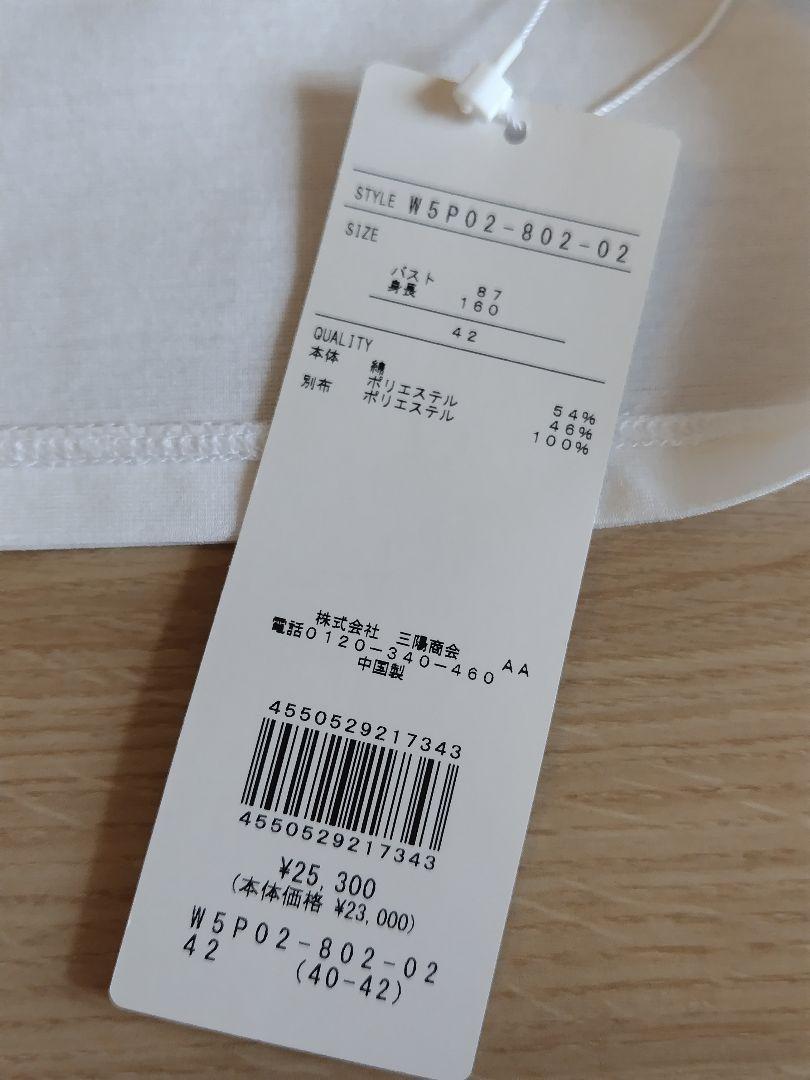 STYLE W5P02-802-02
SIZE
バスト 87
身長 160
42
QUALITY
本体 綿 54%
ポリエステル 46%
別布 ポリエステル 100%
株式会社 三陽商会 AA
電話0120-340-460
中国製
4550529217343
4550529217343
¥25,300
(本体価格 ¥23,000)
W5P02-802-02
42 (40-42)